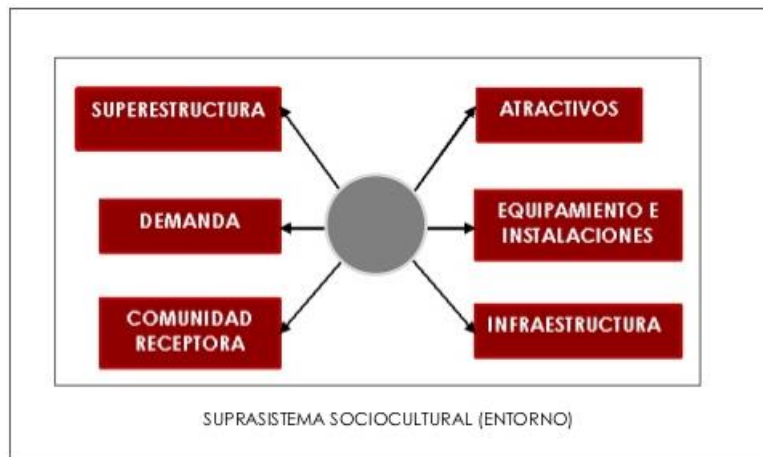 SUPERESTRUCTURA
ATRACTIVOS
DEMANDA
EQUIPAMIENTO E
INSTALACIONES
COMUNIDAD
RECEPTORA
INFRAESTRUCTURA
SUPRASISTEMA SOCIOCULTURAL (ENTORNO)